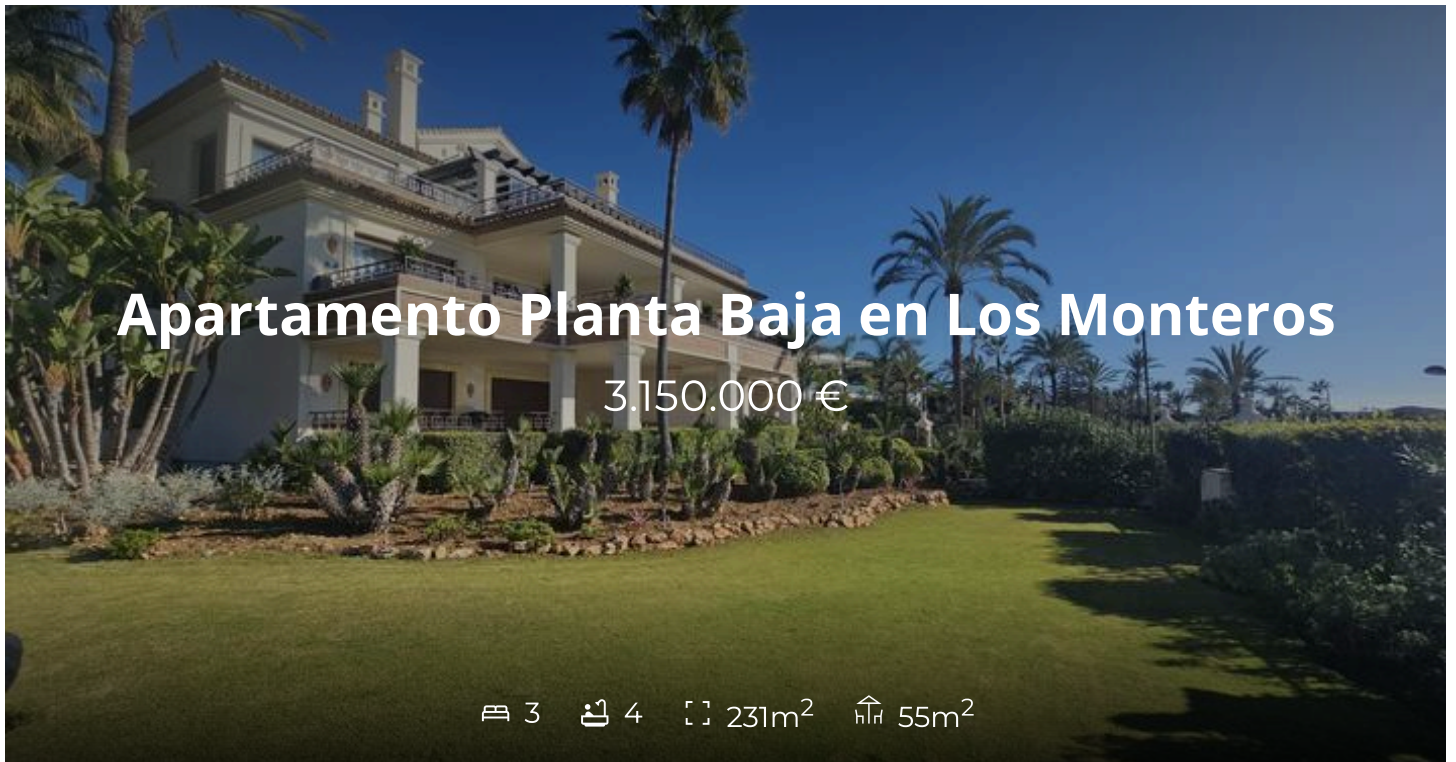 Apartamento Planta Baja en Los Monteros
3.150.000 €
3 4 231m² 55m²